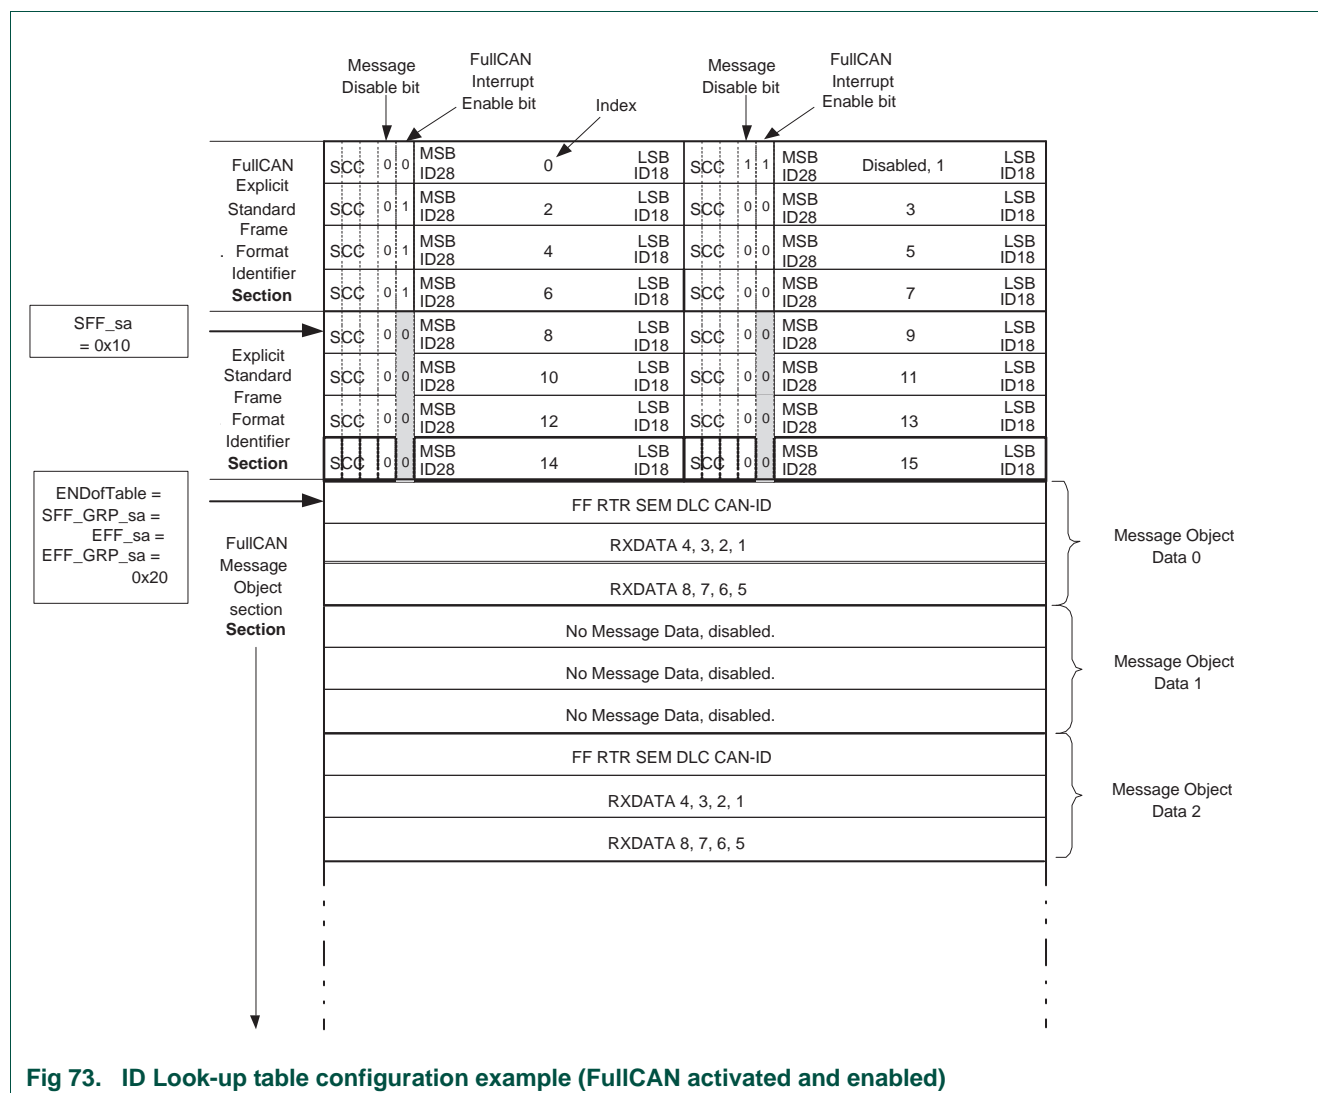 Message
Disable bit
FullCAN
Interrupt
Enable bit
Index
Message
Disable bit
FullCAN
Interrupt
Enable bit
FullCAN
Explicit
Standard
Frame
. Format
Identifier
Section
SCC 0 0 MSB ID28 0 LSB ID18 SCC 1 1 MSB ID28 Disabled, 1 LSB ID18
SCC 0 1 MSB ID28 2 LSB ID18 SCC 0 0 MSB ID28 3 LSB ID18
SCC 0 1 MSB ID28 4 LSB ID18 SCC 0 0 MSB ID28 5 LSB ID18
SCC 0 1 MSB ID28 6 LSB ID18 SCC 0 0 MSB ID28 7 LSB ID18
SFF_sa
= 0x10
Explicit
Standard
Frame
Format
Identifier
Section
SCC 0 0 MSB ID28 8 LSB ID18 SCC 0 0 MSB ID28 9 LSB ID18
SCC 0 0 MSB ID28 10 LSB ID18 SCC 0 0 MSB ID28 11 LSB ID18
SCC 0 0 MSB ID28 12 LSB ID18 SCC 0 0 MSB ID28 13 LSB ID18
SCC 0 0 MSB ID28 14 LSB ID18 SCC 0 0 MSB ID28 15 LSB ID18
ENDofTable =
SFF_GRP_sa =
EFF_sa =
EFF_GRP_sa =
0x20
FullCAN
Message
Object
section
Section
FF RTR SEM DLC CAN-ID
RXDATA 4, 3, 2, 1
RXDATA 8, 7, 6, 5
Message Object
Data 0
No Message Data, disabled.
No Message Data, disabled.
No Message Data, disabled.
Message Object
Data 1
FF RTR SEM DLC CAN-ID
RXDATA 4, 3, 2, 1
RXDATA 8, 7, 6, 5
Message Object
Data 2
Fig 73. ID Look-up table configuration example (FullCAN activated and enabled)